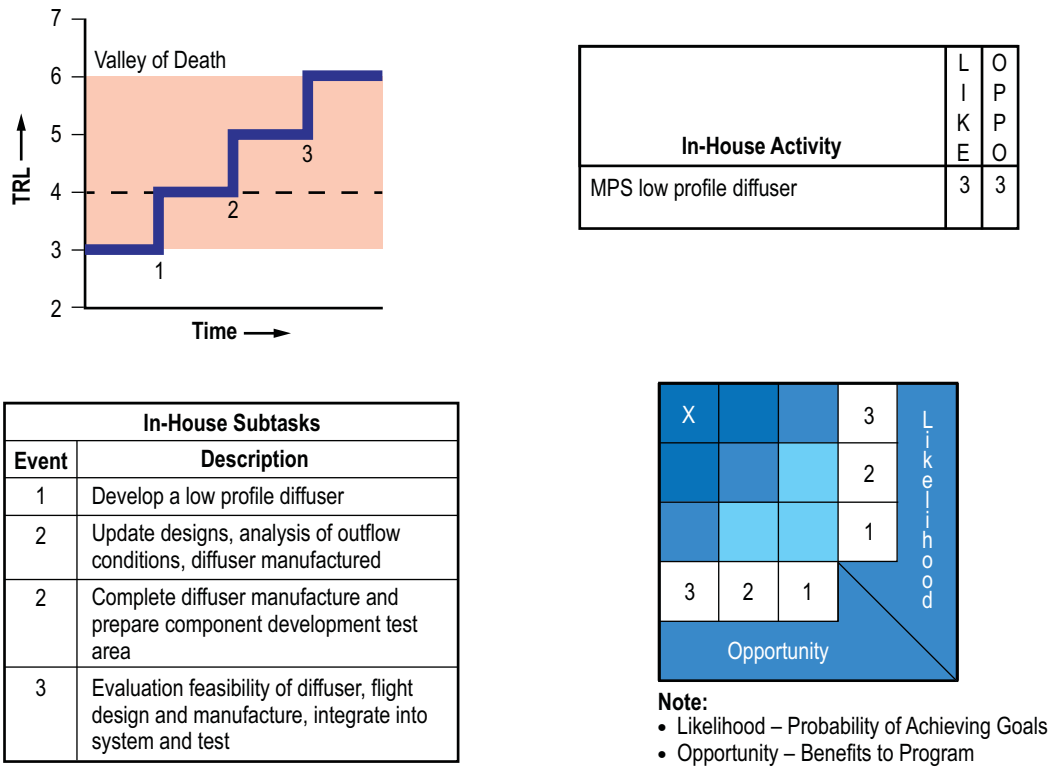 7
6
5
4
3
2
TRL
Valley of Death
1
2
3
Time
In-House Activity
LIKE
OPPO
MPS low profile diffuser
3
3
In-House Subtasks
Event
Description
1
Develop a low profile diffuser
2
Update designs, analysis of outflow
conditions, diffuser manufactured
2
Complete diffuser manufacture and
prepare component development test
area
3
Evaluation feasibility of diffuser, flight
design and manufacture, integrate into
system and test
X
3
2
1
3
2
1
Likelihood
Opportunity
Note:
• Likelihood – Probability of Achieving Goals
• Opportunity – Benefits to Program